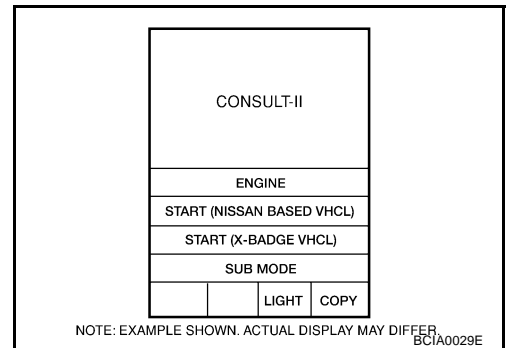 CONSULT-II
ENGINE
START (NISSAN BASED VHCL)
START (X-BADGE VHCL)
SUB MODE
LIGHT COPY
NOTE: EXAMPLE SHOWN. ACTUAL DISPLAY MAY DIFFER.
BCIA0029E